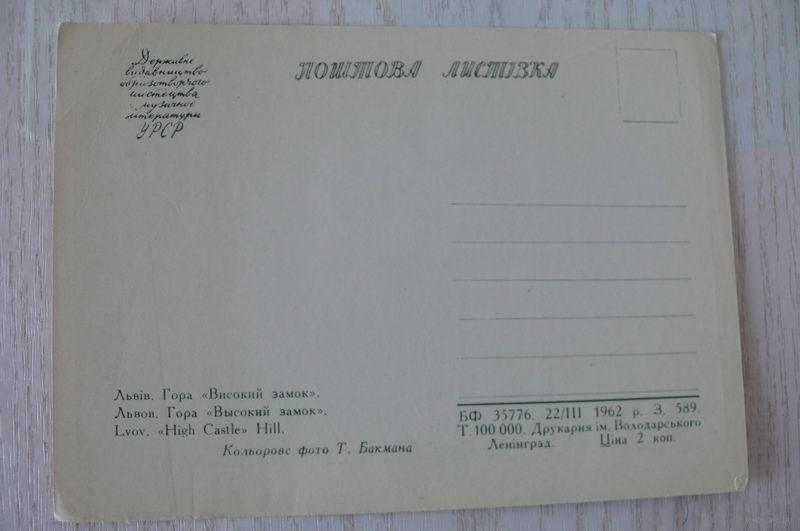 Державне
видавництво
образотворчого
мистецтва
і музичної
літератури
УРСР
ПОШТОВА ЛИСТІВКА
Львів. Гора «Високий замок».
Львов. Гора «Высокий замок».
Lvov. «High Castle» Hill.
Кольорове фото Т. Бакмана
БФ 35776. 22/III 1962 р. З. 589.
Т. 100 000. Друкарня ім. Володарського
Ленінград. Ціна 2 коп.